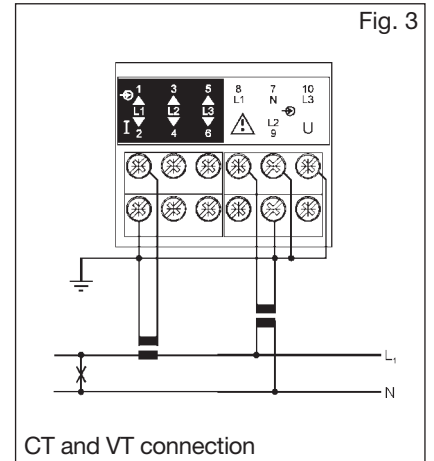 Fig. 3
1 3 5 8 7 10
L1 N L3
L1 L2 L3
I 2 4 6 L2 9 U
L1
N
CT and VT connection